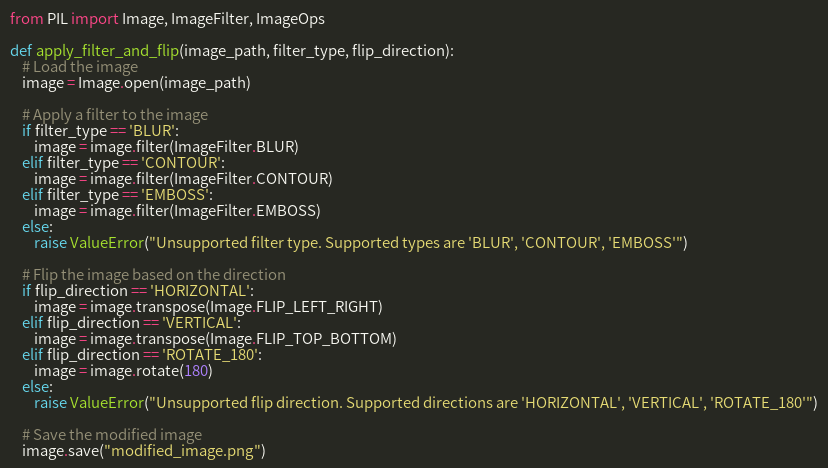 from PIL import Image, ImageFilter, ImageOps

def apply_filter_and_flip(image_path, filter_type, flip_direction):
    # Load the image
    image = Image.open(image_path)

    # Apply a filter to the image
    if filter_type == 'BLUR':
        image = image.filter(ImageFilter.BLUR)
    elif filter_type == 'CONTOUR':
        image = image.filter(ImageFilter.CONTOUR)
    elif filter_type == 'EMBOSS':
        image = image.filter(ImageFilter.EMBOSS)
    else:
        raise ValueError("Unsupported filter type. Supported types are 'BLUR', 'CONTOUR', 'EMBOSS'")

    # Flip the image based on the direction
    if flip_direction == 'HORIZONTAL':
        image = image.transpose(Image.FLIP_LEFT_RIGHT)
    elif flip_direction == 'VERTICAL':
        image = image.transpose(Image.FLIP_TOP_BOTTOM)
    elif flip_direction == 'ROTATE_180':
        image = image.rotate(180)
    else:
        raise ValueError("Unsupported flip direction. Supported directions are 'HORIZONTAL', 'VERTICAL', 'ROTATE_180'")

    # Save the modified image
    image.save("modified_image.png")